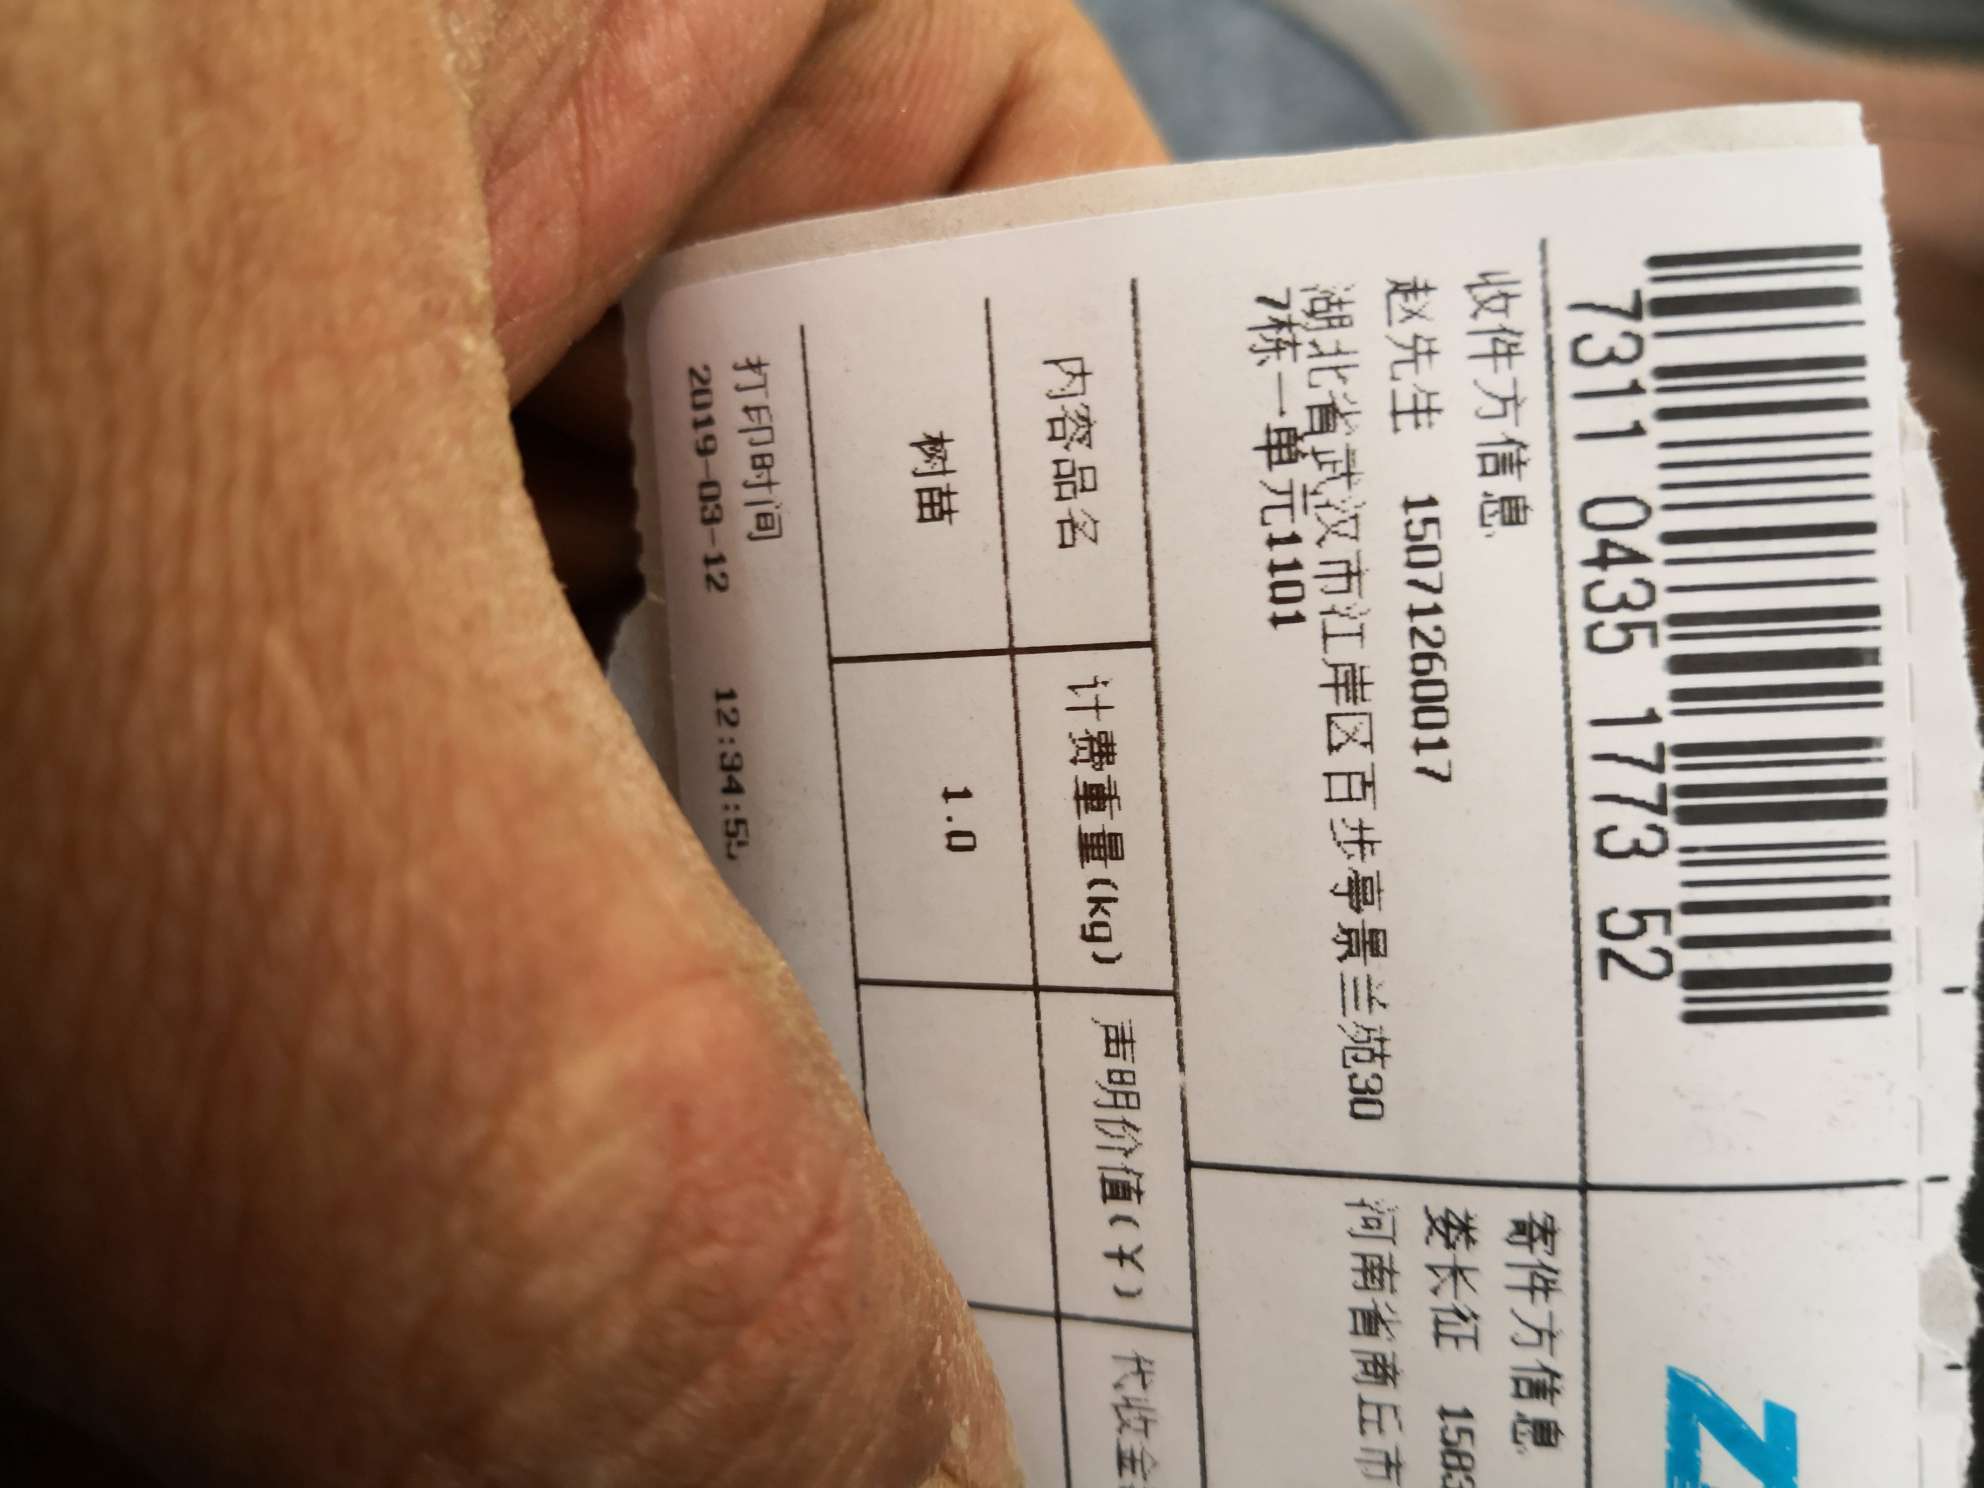 7311 0435 1773 52
收件方信息
赵先生 15071260017
湖北省武汉市江岸区百步亭景兰苑30
7栋一单元1101
寄件方信息
娄长征 1583
河南省商丘市
内容品名 计费重量(kg) 声明价值(￥) 代收金
树苗 1.0
打印时间
2019-03-12 12:34:55
Z